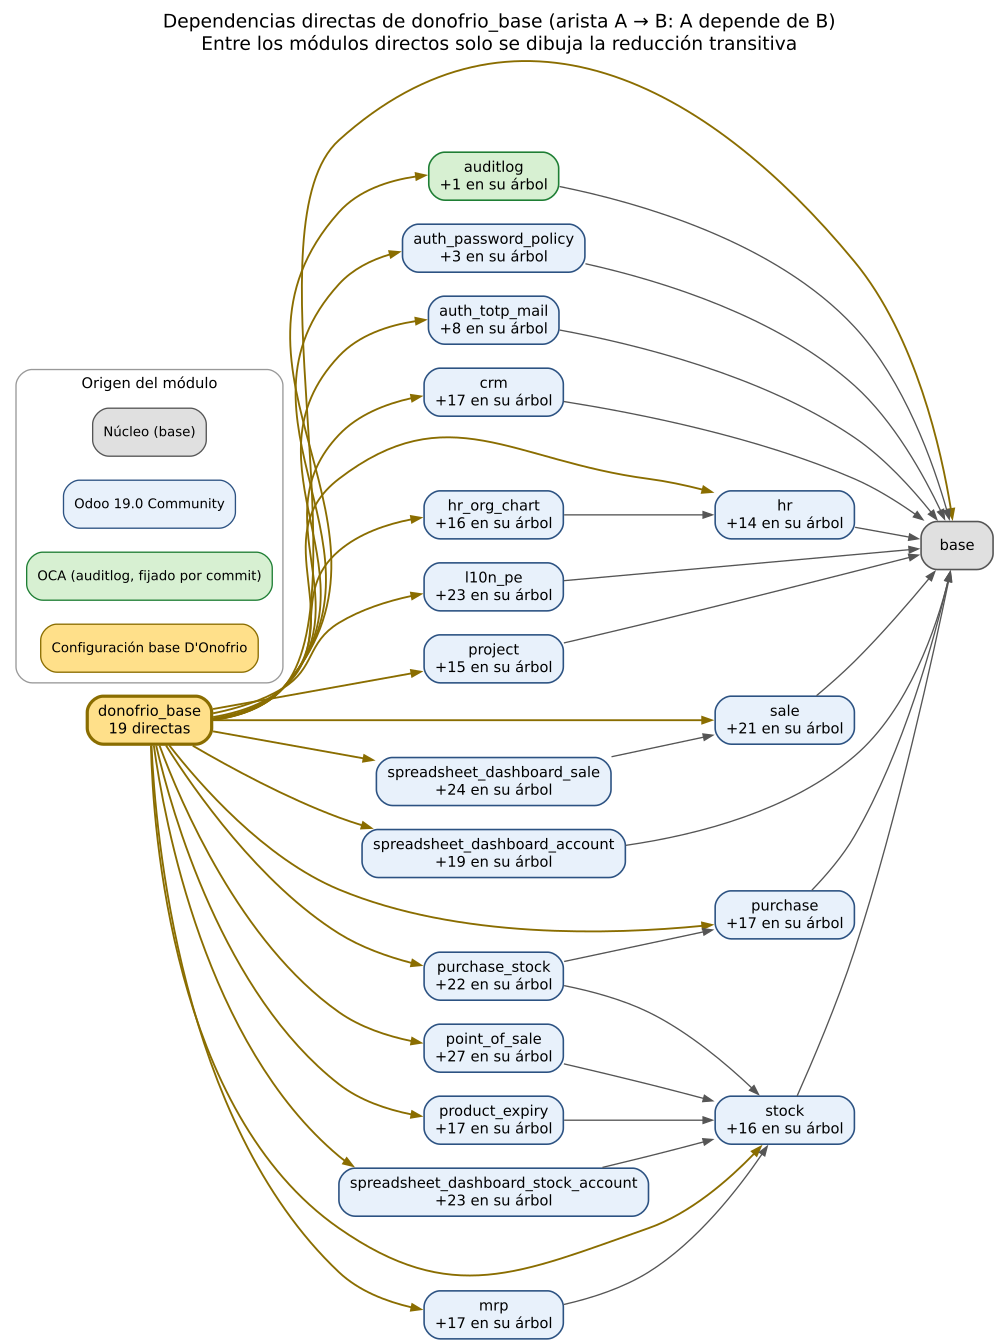 Dependencias directas de donofrio_base (arista A → B: A depende de B)
Entre los módulos directos solo se dibuja la reducción transitiva
auditlog
+1 en su árbol
auth_password_policy
+3 en su árbol
auth_totp_mail
+8 en su árbol
crm
+17 en su árbol
Origen del módulo
Núcleo (base)
Odoo 19.0 Community
OCA (auditlog, fijado por commit)
Configuración base D'Onofrio
hr_org_chart
+16 en su árbol
hr
+14 en su árbol
base
l10n_pe
+23 en su árbol
project
+15 en su árbol
donofrio_base
19 directas
sale
+21 en su árbol
spreadsheet_dashboard_sale
+24 en su árbol
spreadsheet_dashboard_account
+19 en su árbol
purchase
+17 en su árbol
purchase_stock
+22 en su árbol
point_of_sale
+27 en su árbol
product_expiry
+17 en su árbol
stock
+16 en su árbol
spreadsheet_dashboard_stock_account
+23 en su árbol
mrp
+17 en su árbol